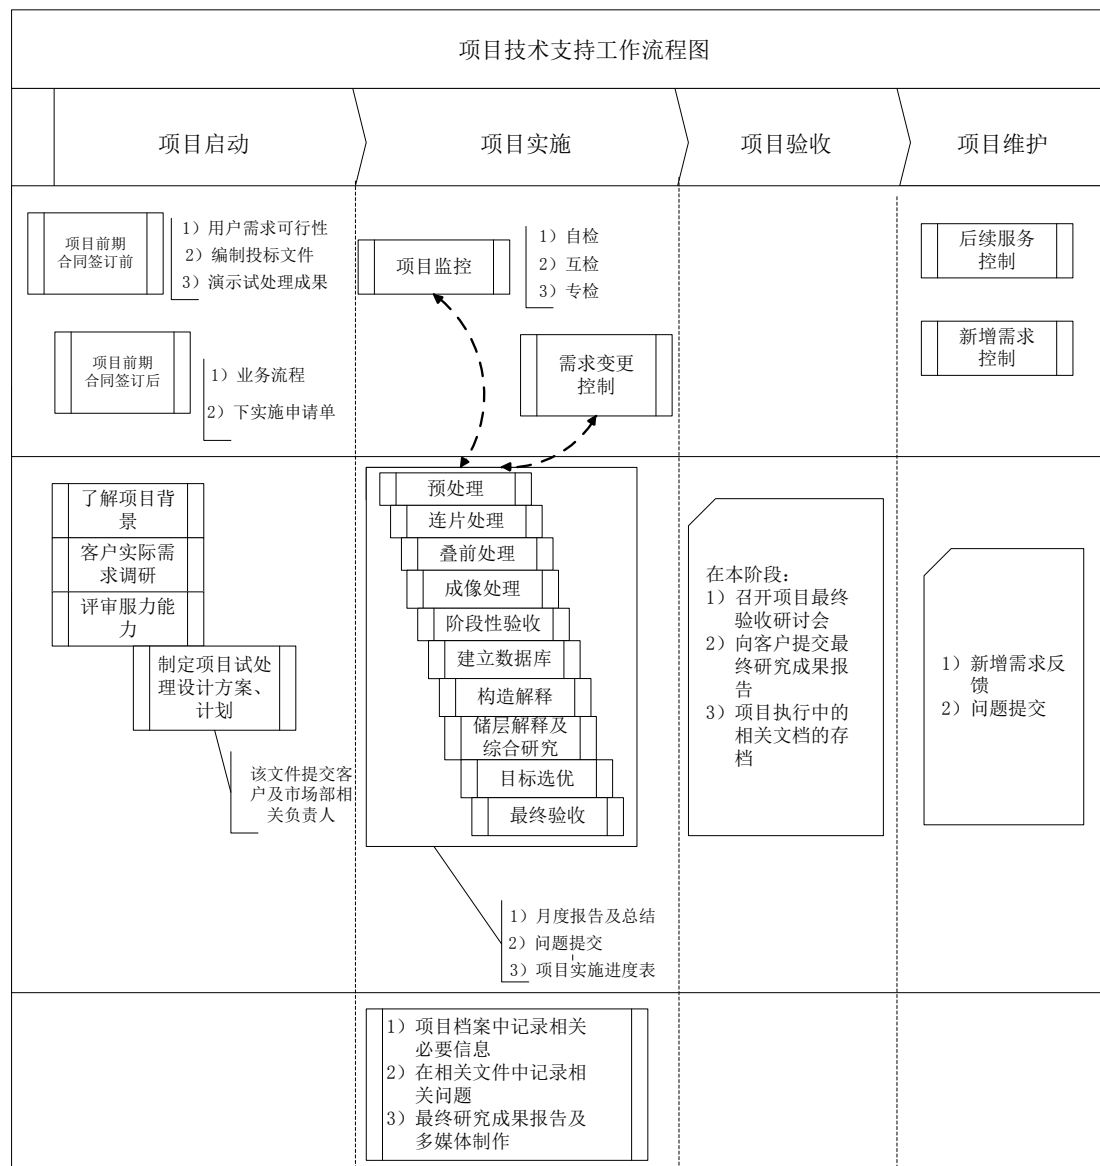 项目技术支持工作流程图
项目启动
项目实施
项目验收
项目维护
项目前期
合同签订前
1）用户需求可行性
2）编制投标文件
3）演示试处理成果
项目前期
合同签订后
1）业务流程
2）下实施申请单
项目监控
1）自检
2）互检
3）专检
需求变更
控制
后续服务
控制
新增需求
控制
了解项目背
景
客户实际需
求调研
评审服力能
力
制定项目试处
理设计方案、
计划
该文件提交客
户及市场部相
关负责人
预处理
连片处理
叠前处理
成像处理
阶段性验收
建立数据库
构造解释
储层解释及
综合研究
目标选优
最终验收
1）月度报告及总结
2）问题提交
3）项目实施进度表
在本阶段：
1）召开项目最终
验收研讨会
2）向客户提交最
终研究成果报
告
3）项目执行中的
相关文档的存
档
1）新增需求反
馈
2）问题提交
1）项目档案中记录相关
必要信息
2）在相关文件中记录相
关问题
3）最终研究成果报告及
多媒体制作